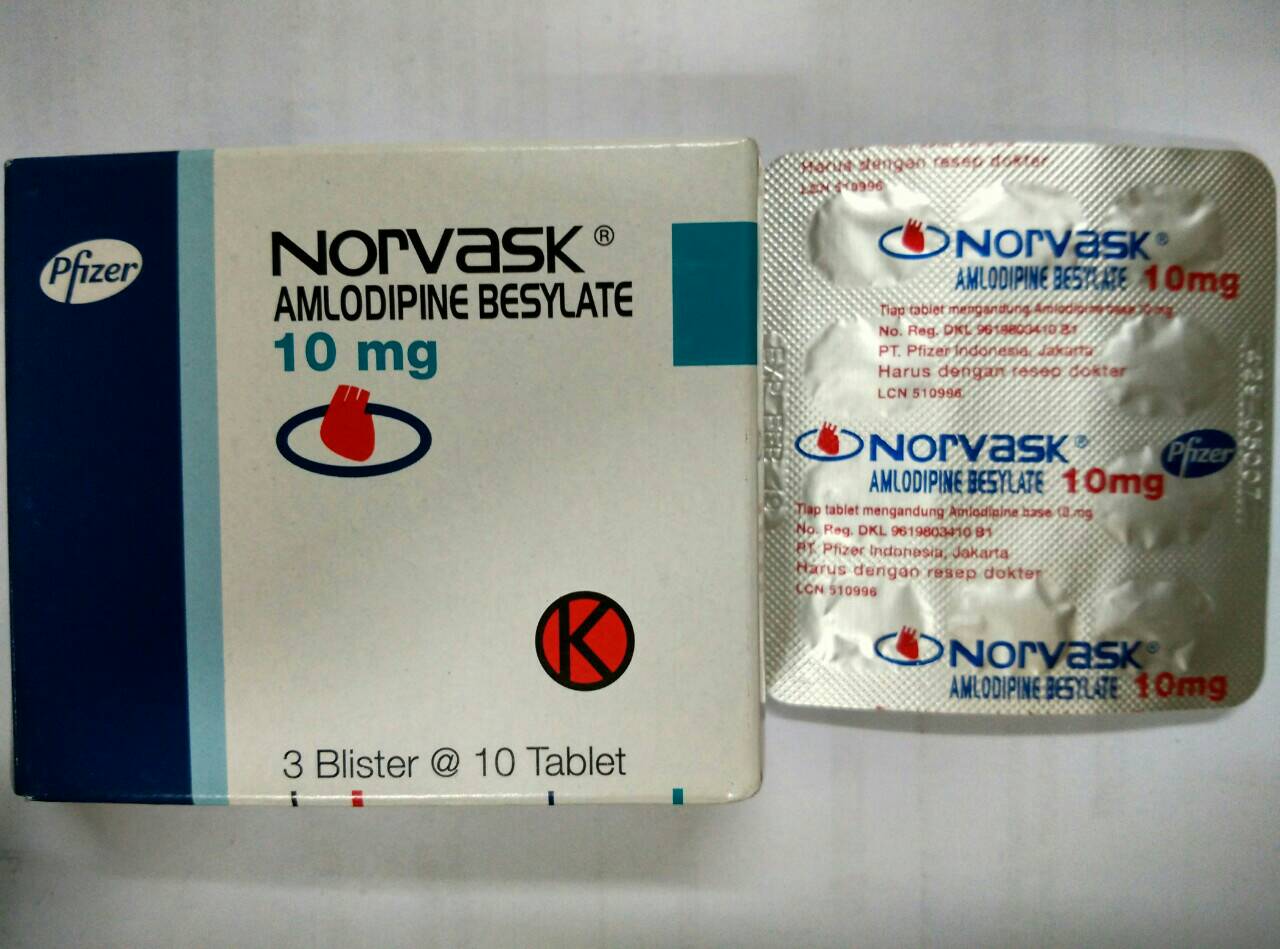 Pfizer
Norvask ®
AMLODIPINE BESYLATE
10 mg
K
3 Blister @ 10 Tablet
Harus dengan resep dokter
LCN 510996
Norvask ®
AMLODIPINE BESYLATE 10mg
Tiap tablet mengandung Amlodipine base 10 mg
No. Reg. DKL 9619803410 B1
PT. Pfizer Indonesia, Jakarta
Harus dengan resep dokter
LCN 510996
Norvask ®
Pfizer
AMLODIPINE BESYLATE 10mg
Tiap tablet mengandung Amlodipine base 10 mg
No. Reg. DKL 9619803410 B1
PT. Pfizer Indonesia, Jakarta
Harus dengan resep dokter
LCN 510996
Norvask ®
AMLODIPINE BESYLATE 10mg